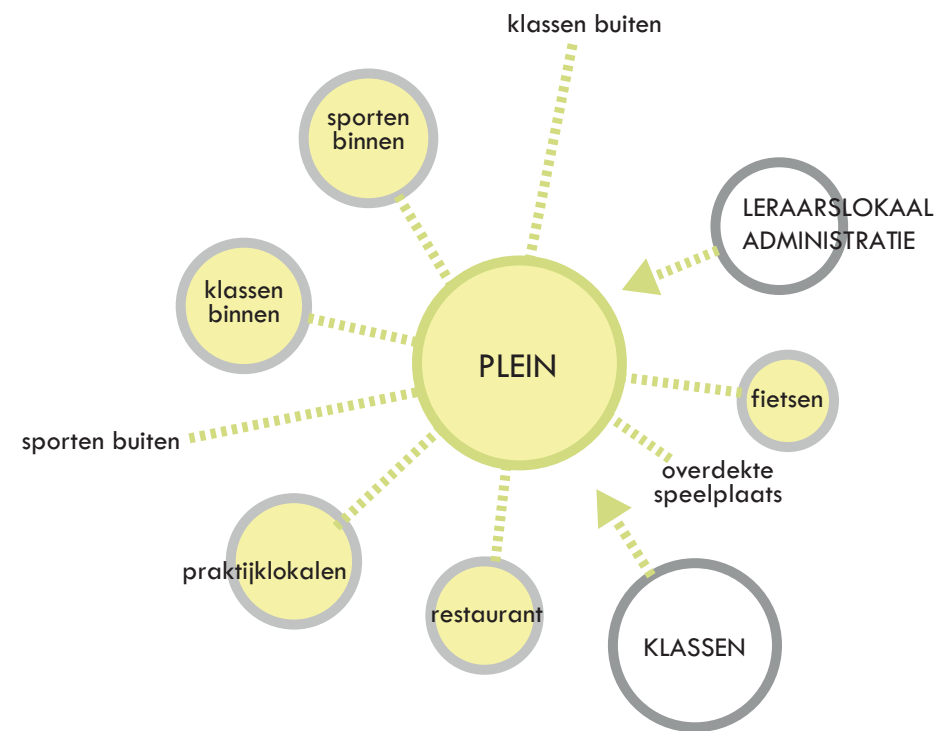 klassen buiten
sporten
binnen
LERAARSLOKAAL
ADMINISTRATIE
klassen
binnen
PLEIN
fietsen
sporten buiten
overdekte
speelplaats
praktijklokalen
restaurant
KLASSEN